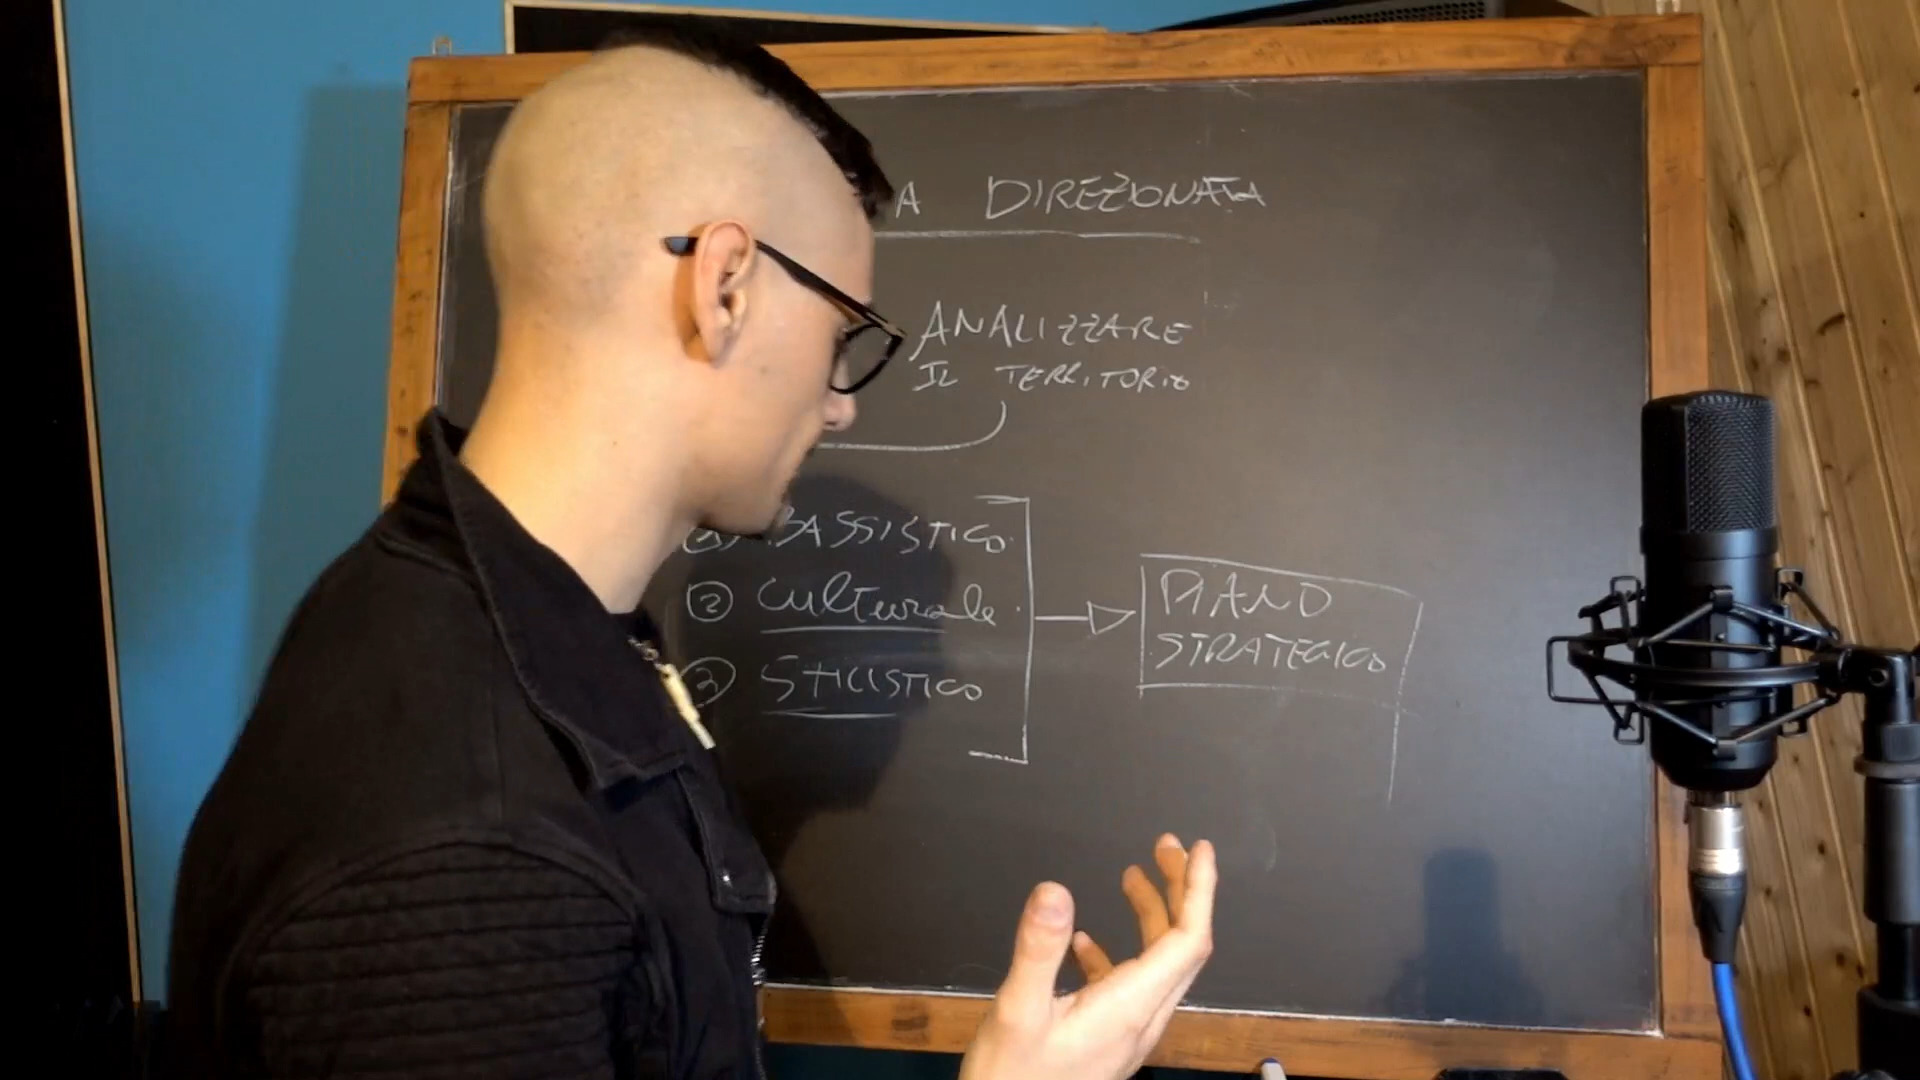 A DIREZIONATA
ANALIZZARE
IL TERRITORIO
BASSISTICO
② CULTURALE
③ STILISTICO
PIANO
STRATEGICO